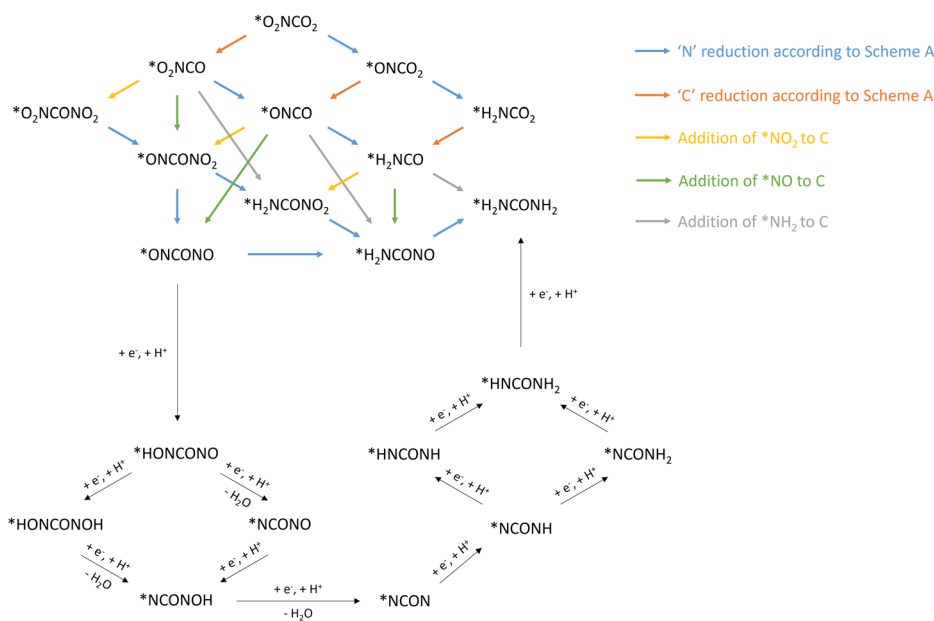 *O₂NCO₂
'N' reduction according to Scheme A
*O₂NCO
*ONCO₂
'C' reduction according to Scheme A
*O₂NCONO₂
*ONCO
*H₂NCO₂
Addition of *NO₂ to C
*ONCONO₂
*H₂NCO
Addition of *NO to C
*H₂NCONO₂
*H₂NCONH₂
Addition of *NH₂ to C
*ONCONO
*H₂NCONO
+ e⁻, + H⁺
+ e⁻, + H⁺
*HNCONH₂
+ e⁻, + H⁺
+ e⁻, + H⁺
*HONCONO
*HNCONH
*NCONH₂
+ e⁻, + H⁺
+ e⁻, + H⁺
- H₂O
+ e⁻, + H⁺
+ e⁻, + H⁺
*HONCONOH
*NCONO
*NCONH
+ e⁻, + H⁺
- H₂O
+ e⁻, + H⁺
+ e⁻, + H⁺
*NCONOH
+ e⁻, + H⁺
- H₂O
*NCON